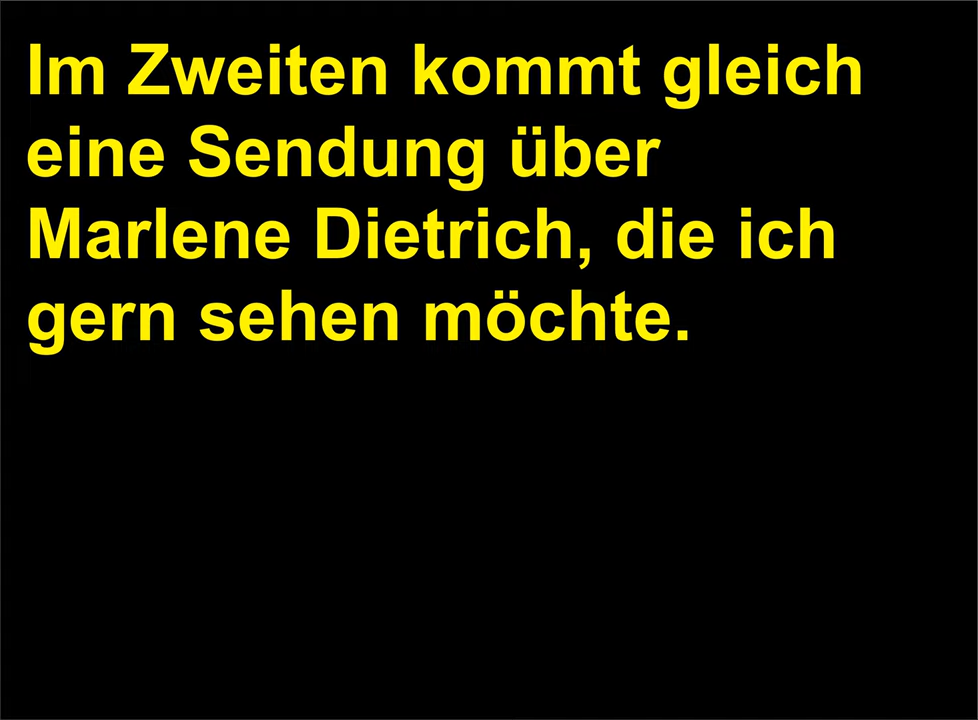 Im Zweiten kommt gleich
eine Sendung über
Marlene Dietrich, die ich
gern sehen möchte.